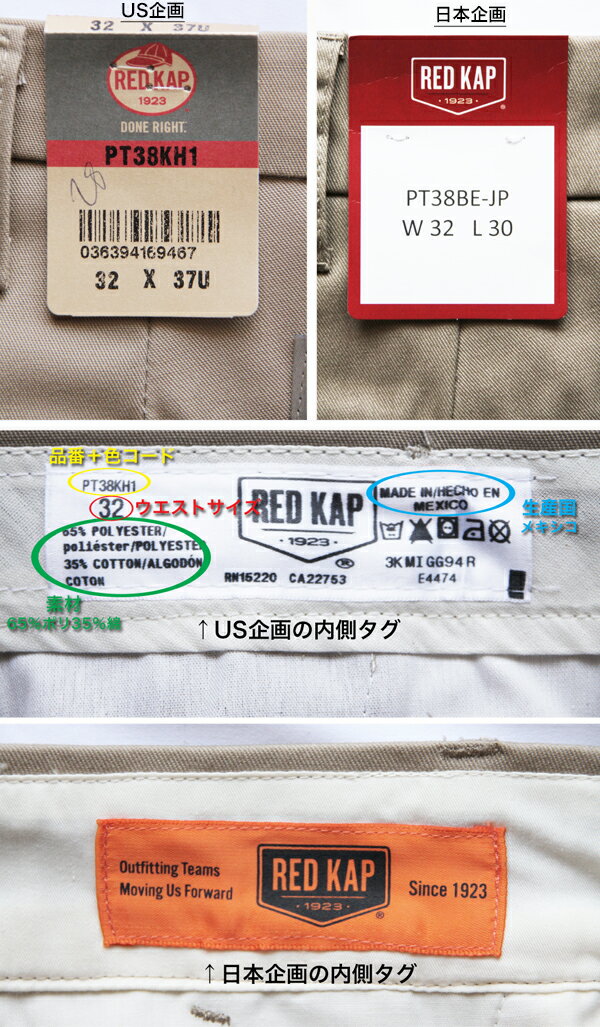 US企画
32 X 37U
RED KAP
1923
DONE RIGHT.
PT38KH1
28
036394169467
32 X 37U
日本企画
RED KAP
1923
®
PT38BE-JP
W 32 L 30
品番+色コード
PT38KH1
32 ウエストサイズ
65% POLYESTER/
poliéster/POLYESTE
35% COTTON/ALGODÓN
COTON
素材
65%ポリ35%綿
RED KAP
1923
®
RN15220 CA22753
MADE IN/HECHO EN
MEXICO
生産国
メキシコ
3KMIGG94R
E4474
↑US企画の内側タグ
Outfitting Teams
Moving Us Forward
RED KAP
1923
®
Since 1923
↑日本企画の内側タグ